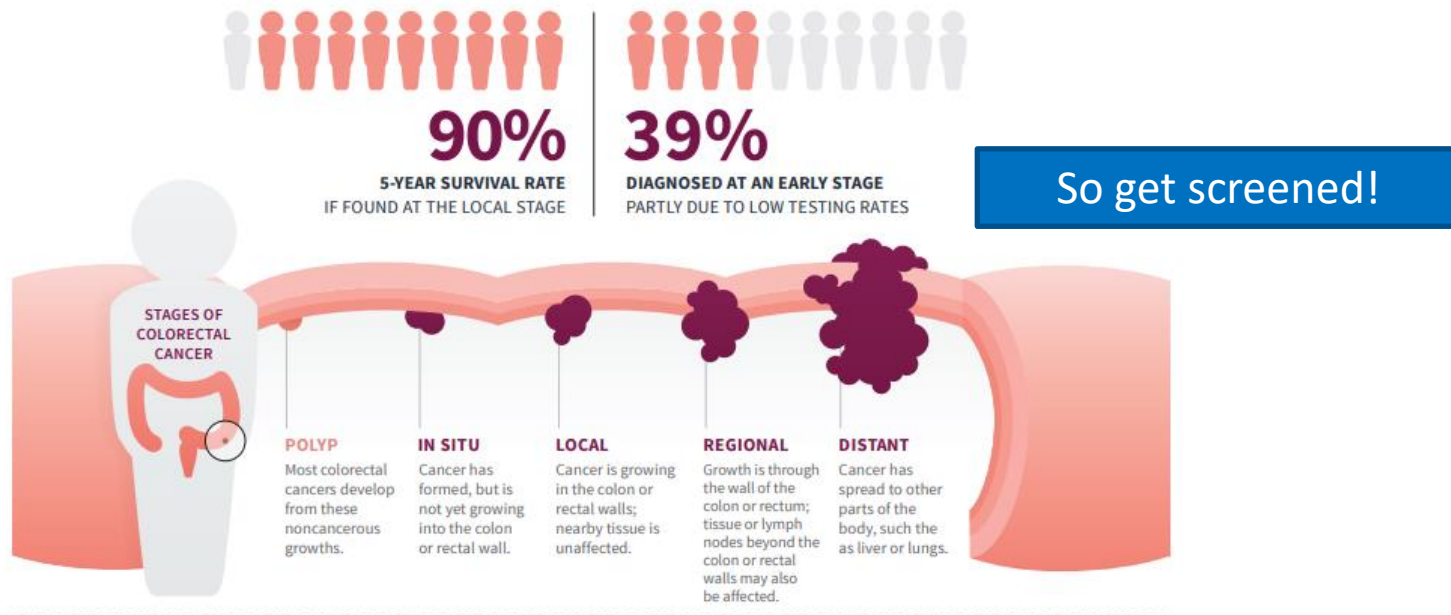 90%
5-YEAR SURVIVAL RATE
IF FOUND AT THE LOCAL STAGE
39%
DIAGNOSED AT AN EARLY STAGE
PARTLY DUE TO LOW TESTING RATES
So get screened!
STAGES OF
COLORECTAL
CANCER
POLYP
Most colorectal
cancers develop
from these
noncancerous
growths.
IN SITU
Cancer has
formed, but is
not yet growing
into the colon
or rectal wall.
LOCAL
Cancer is growing
in the colon or
rectal walls;
nearby tissue is
unaffected.
REGIONAL
Growth is through
the wall of the
colon or rectum;
tissue or lymph
nodes beyond the
colon or rectal
walls may also
be affected.
DISTANT
Cancer has
spread to other
parts of the
body, such the
as liver or lungs.